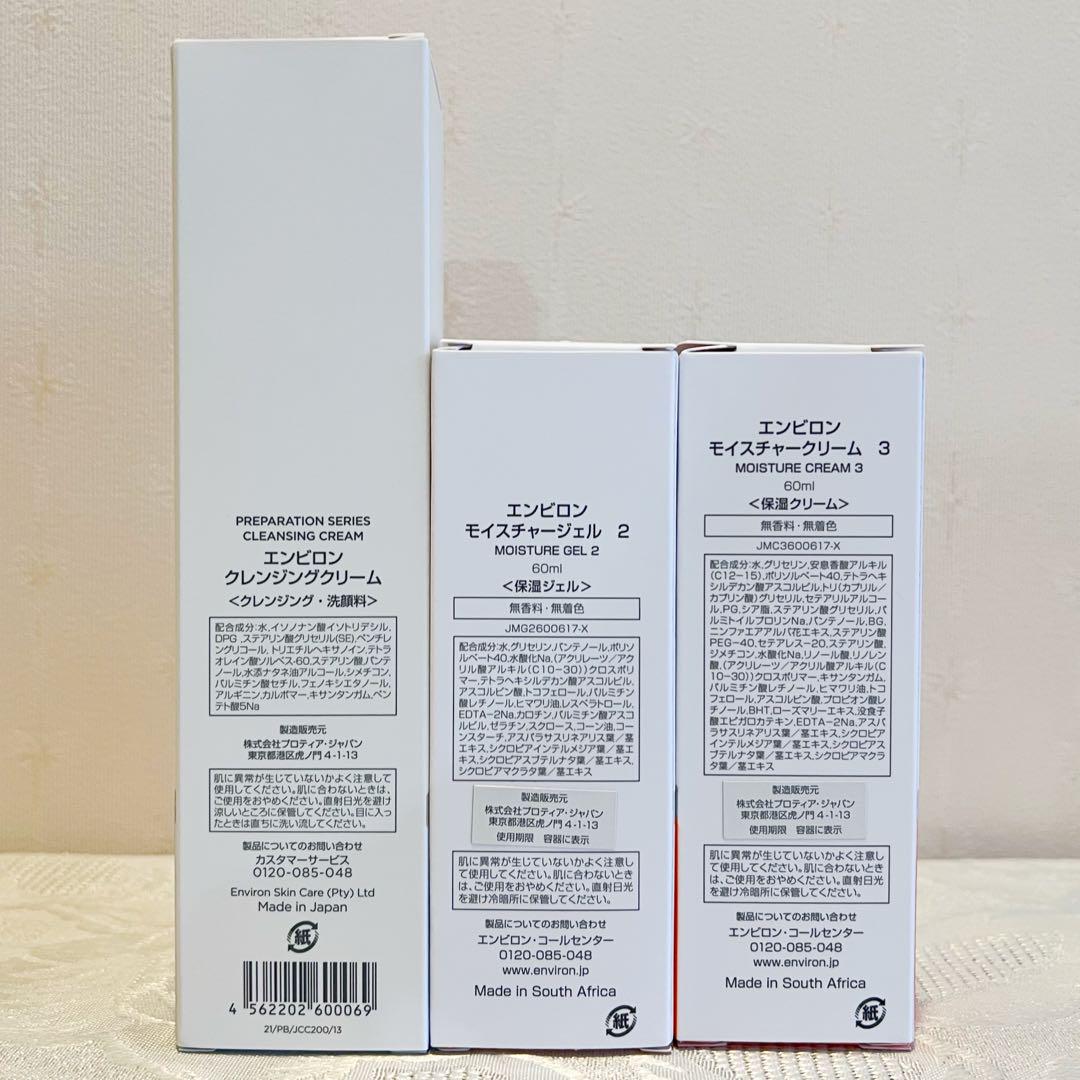 PREPARATION SERIES
CLEANSING CREAM
エンビロン
クレンジングクリーム
<クレンジング・洗顔料>
配合成分:水,イソノナン酸イソトリデシル,
DPG ,ステアリン酸グリセリル(SE),ペンチレ
ングリコール, トリエチルヘキサノイン,テトラ
オレイン酸ソルベス-60,ステアリン酸バンテ
ノール,水添ナタネ油アルコール,シメチコン,
パルミチン酸セチル,フェノキシエタノール,
アルギニン,カルボマー,キサンタンガム,ペン
テト酸5Na
製造販売元
株式会社プロティア・ジャパン
東京都港区虎ノ門 4-1-13
肌に異常が生じていないかよく注意して
使用してください。肌に合わないときは、
ご使用をおやめください。直射日光を避け
涼しいところに保管してください。目に入っ
たときは直ちに洗い流してください。
製品についてのお問い合わせ
カスタマーサービス
0120-085-048
Environ Skin Care (Pty) Ltd
Made in Japan
紙
4 562202 600069
21/PB/JCC200/13
エンビロン
モイスチャージェル 2
MOISTURE GEL 2
60ml
<保湿ジェル>
無香料・無着色
JMG2600617-X
配合成分:水,グリセリン,パンテノール,ポリソ
ルベート40,水酸化Na,(アクリレーツ/アク
リル酸アルキル(C10-30))クロスポリ
マー,テトラヘキシルデカン酸アスコルビル,
アスコルビン酸,トコフェロール,パルミチン
酸レチノール,ヒマワリ油,レスベラトロール,
EDTA-2Na,カロチン,パルミチン酸アスコ
ルビル,ゼラチン,スクロース,コーン油,コ
ーンスターチ,アスパラサスリネアリス葉/茎エ
キス,シクロピアインテルメジア葉/茎エキ
ス,シクロピアスブテルナタ葉/茎エキス,
シクロピアマクラタ葉/茎エキス
製造販売元
株式会社プロティア・ジャパン
東京都港区虎ノ門 4-1-13
使用期限 容器に表示
肌に異常が生じていないかよく注意し
て使用してください。肌に合わないとき
は、ご使用をおやめください。直射日光
を避け冷暗所に保管してください。
製品についてのお問い合わせ
エンビロン・コールセンター
0120-085-048
www.environ.jp
Made in South Africa
紙
エンビロン
モイスチャークリーム 3
MOISTURE CREAM 3
60ml
<保湿クリーム>
無香料・無着色
JMC3600617-X
配合成分:水,グリセリン,安息香酸アルキル
(C12-15),ポリソルベート40,テトラヘキ
シルデカン酸アスコルビル,トリ(カプリル/
カプリン酸)グリセリル,セテアリルアルコー
ル,PG,シア脂,ステアリン酸グリセリル,パ
ルミトイルプロリンNa,パンテノール,BG,
ニンファエアアルバ花エキス,ステアリン酸
PEG-40,セテアレス-20,ステアリン酸,
ジメチコン,水酸化Na,リノール酸,リノレン
酸,(アクリレーツ/アクリル酸アルキル(C
10-30))クロスポリマー,キサンタンガム,
パルミチン酸レチノール,ヒマワリ油,トコ
フェロール,アスコルビン酸,プロピオン酸レ
チノール,BHT,ローズマリーエキス,没食子
酸エピガロカテキン,EDTA-2Na,アスパ
ラサスリネアリス葉/茎エキス,シクロピア
インテルメジア葉/茎エキス,シクロピアス
ブテルナタ葉/茎エキス,シクロピアマクラ
タ葉/茎エキス
製造販売元
株式会社プロティア・ジャパン
東京都港区虎ノ門 4-1-13
使用期限 容器に表示
肌に異常が生じていないかよく注意し
て使用してください。肌に合わないとき
は、ご使用をおやめください。直射日光
を避け冷暗所に保管してください。
製品についてのお問い合わせ
エンビロン・コールセンター
0120-085-048
www.environ.jp
Made in South Africa
紙